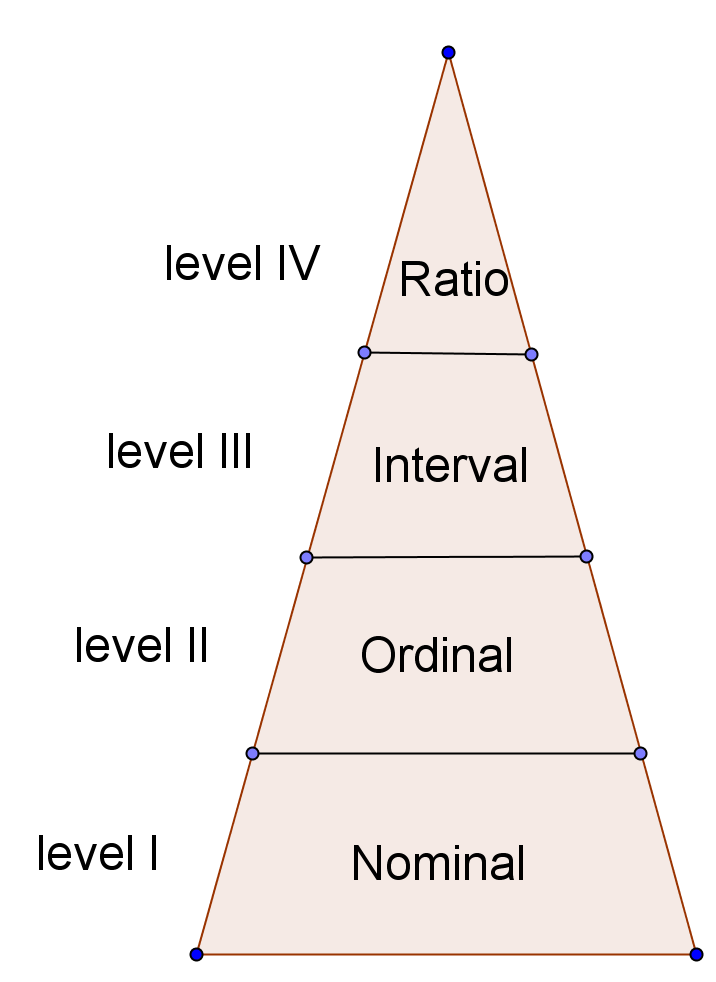 level IV
Ratio
level III
Interval
level II
Ordinal
level I
Nominal